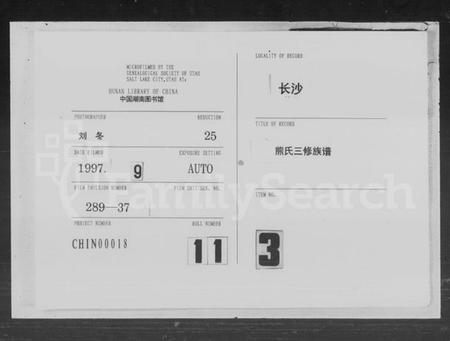 MICROFILMED BY THE
GENEALOGICAL SOCIETY OF UTAH
SALT LAKE CITY, UTAH AT:
HUNAN LIBRARY OF CHINA
中国湖南图书馆
PHOTOGRAPHER REDUCTION
刘冬 25
DATE FILMED EXPOSURE SETTING
1997. 9 AUTO
FILM EMULSION NUMBER FILM UNIT SER. NO.
289—37
PROJECT NUMBER ROLL NUMBER
CHIN00018 11
LOCALITY OF RECORD
长沙
TITLE OF RECORD
熊氏三修族谱
ITEM NO.
3
FamilySearch